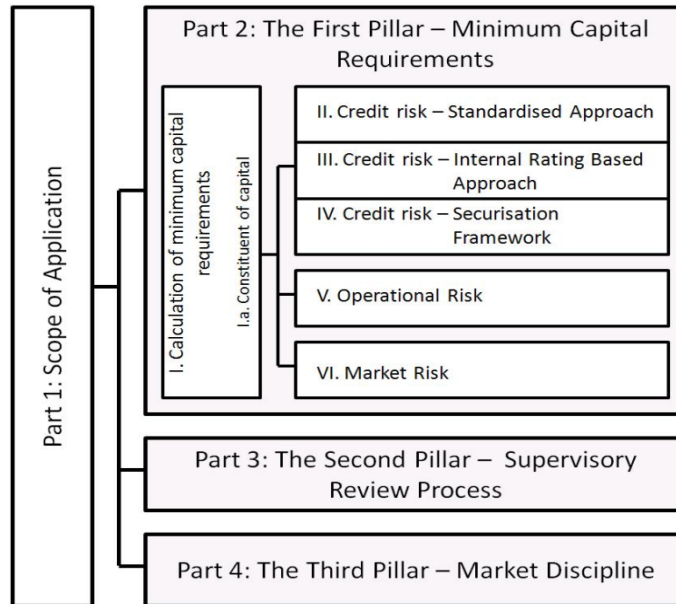 Part 1: Scope of Application
Part 2: The First Pillar – Minimum Capital
Requirements
I. Calculation of minimum capital
requirements
I.a. Constituent of capital
II. Credit risk – Standardised Approach
III. Credit risk – Internal Rating Based
Approach
IV. Credit risk – Securisation
Framework
V. Operational Risk
VI. Market Risk
Part 3: The Second Pillar – Supervisory
Review Process
Part 4: The Third Pillar – Market Discipline